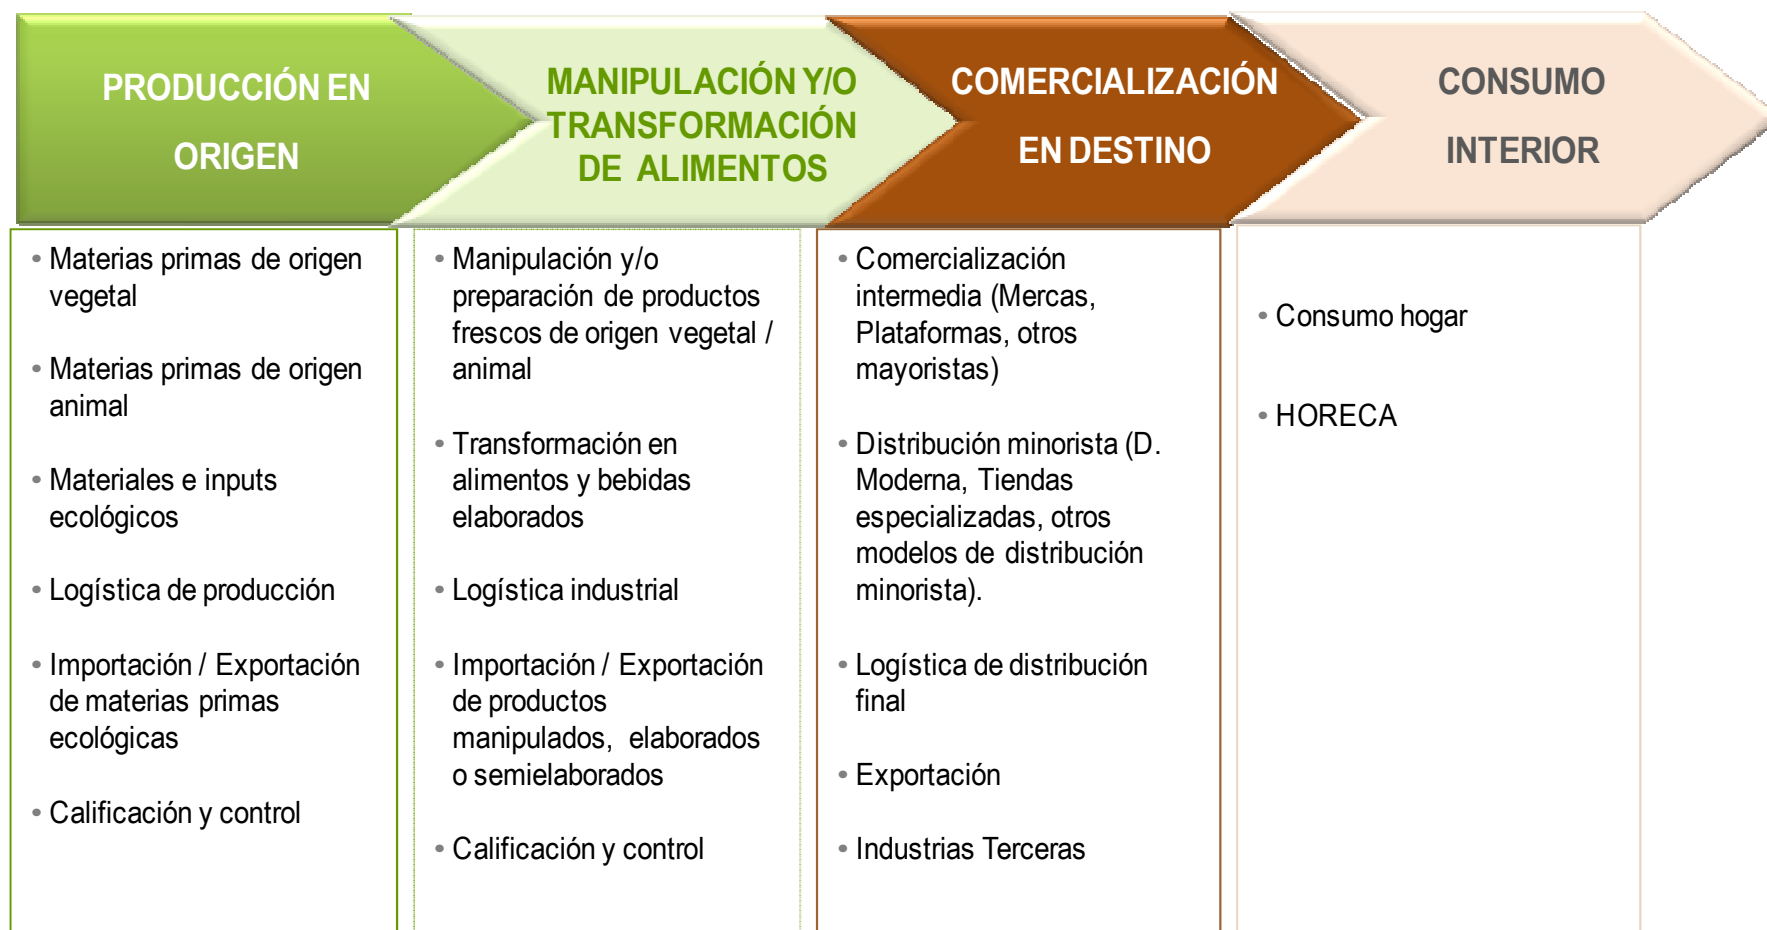 PRODUCCIÓN EN
ORIGEN
MANIPULACIÓN Y/O
TRANSFORMACIÓN
DE ALIMENTOS
COMERCIALIZACIÓN
EN DESTINO
CONSUMO
INTERIOR
• Materias primas de origen
vegetal
• Materias primas de origen
animal
• Materiales e inputs
ecológicos
• Logística de producción
• Importación / Exportación
de materias primas
ecológicas
• Calificación y control
• Manipulación y/o
preparación de productos
frescos de origen vegetal /
animal
• Transformación en
alimentos y bebidas
elaborados
• Logística industrial
• Importación / Exportación
de productos
manipulados, elaborados
o semielaborados
• Calificación y control
• Comercialización
intermedia (Mercas,
Plataformas, otros
mayoristas)
• Distribución minorista (D.
Moderna, Tiendas
especializadas, otros
modelos de distribución
minorista).
• Logística de distribución
final
• Exportación
• Industrias Terceras
• Consumo hogar
• HORECA